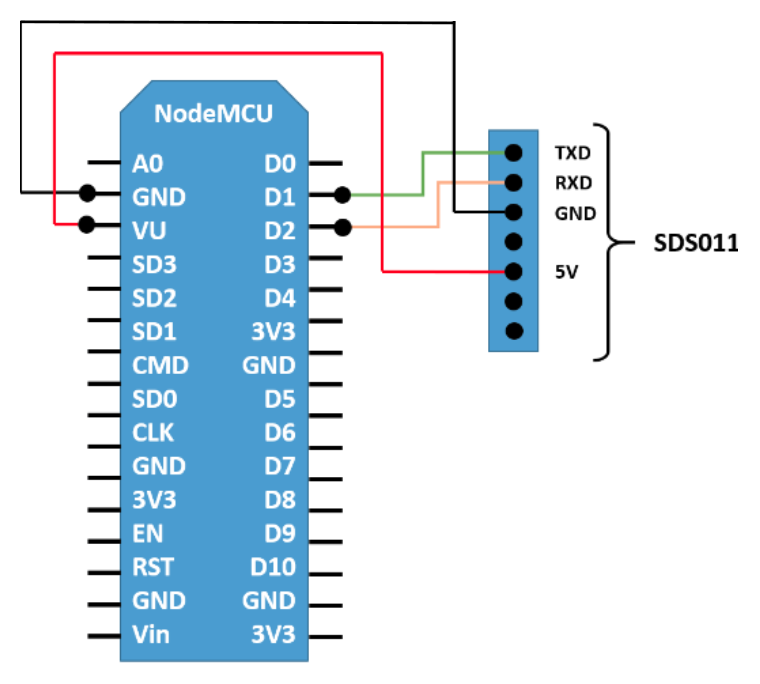 NodeMCU
A0 D0
GND D1
VU D2
SD3 D3
SD2 D4
SD1 3V3
CMD GND
SD0 D5
CLK D6
GND D7
3V3 D8
EN D9
RST D10
GND GND
Vin 3V3
TXD
RXD
GND
5V
SDS011